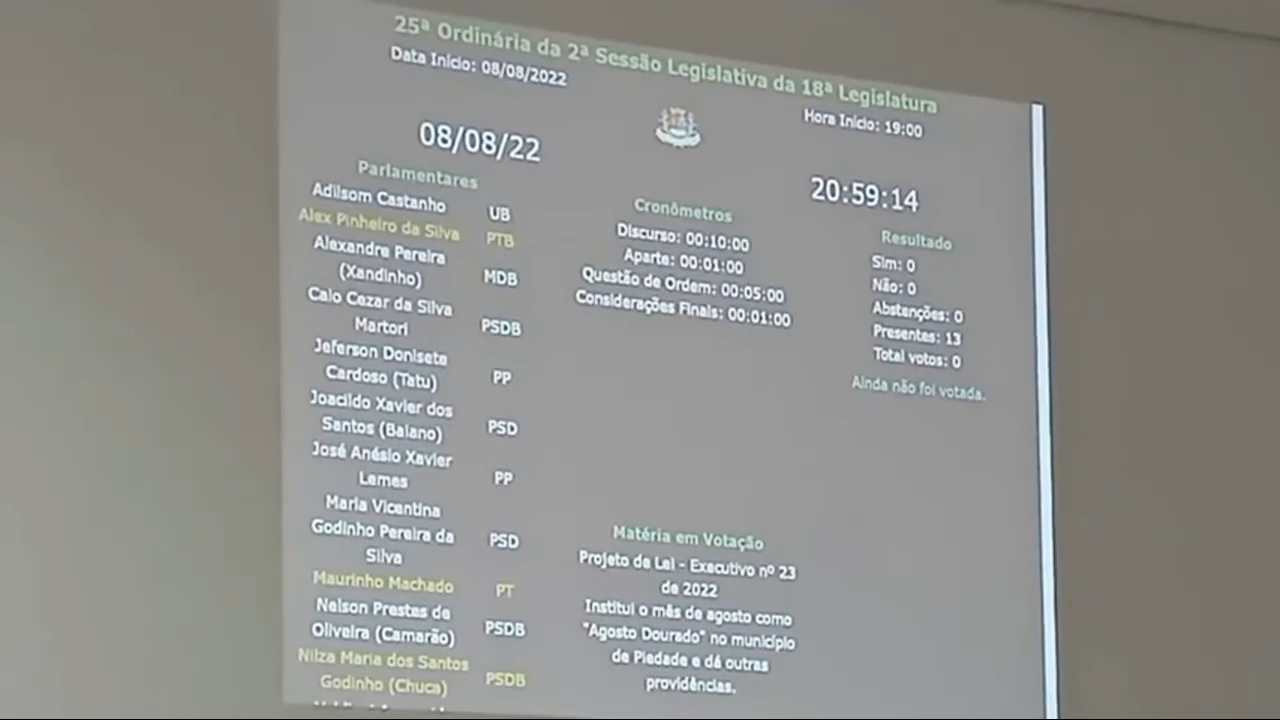 25ª Ordinária da 2ª Sessão Legislativa da 18ª Legislatura
Data Início: 08/08/2022
Hora Início: 19:00
08/08/22
20:59:14
Parlamentares
Adilsom Castanho UB
Alex Pinheiro da Silva PTB
Alexandre Pereira
(Xandinho) MDB
Caio Cezar da Silva
Martori PSDB
Jeferson Donisete
Cardoso (Tatu) PP
Joacildo Xavier dos
Santos (Baiano) PSD
José Anésio Xavier
Lemes PP
Maria Vicentina
Godinho Pereira da
Silva PSD
Maurinho Machado PT
Nelson Prestes de
Oliveira (Camarão) PSDB
Nilza Maria dos Santos
Godinho (Chuca) PSDB
Cronômetros
Discurso: 00:10:00
Aparte: 00:01:00
Questão de Ordem: 00:05:00
Considerações Finais: 00:01:00
Resultado
Sim: 0
Não: 0
Abstenções: 0
Presentes: 13
Total votos: 0
Ainda não foi votada.
Matéria em Votação
Projeto de Lei - Executivo nº 23
de 2022
Institui o mês de agosto como
"Agosto Dourado" no município
de Piedade e dá outras
providências.